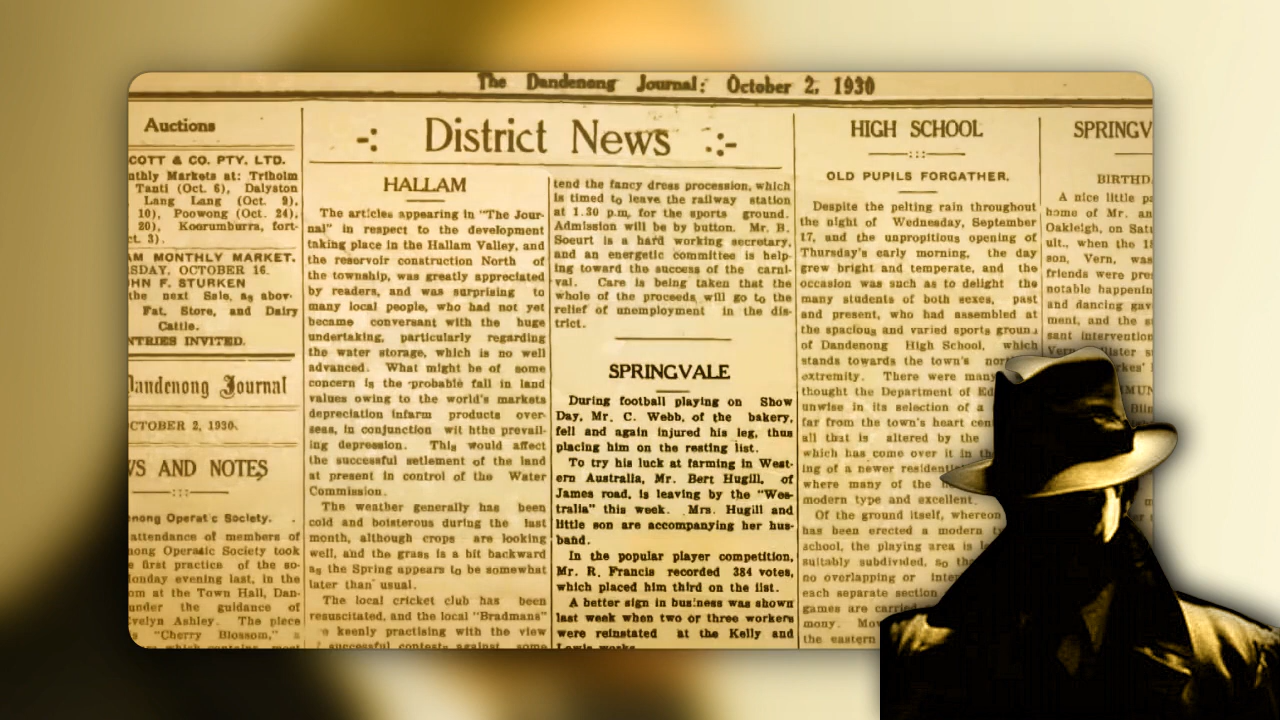 The Dandenong Journal: October 2, 1930
Auctions
COTT & CO. PTY. LTD.
nthly Markets at: Triholm
Tanti (Oct. 6), Dalyston
Lang Lang (Oct. 9),
10), Poowong (Oct. 24),
20), Koorumburra, fort-
ct. 3).
AM MONTHLY MARKET.
SDAY, OCTOBER 16.
HN F. STURKEN
the next Sale, as abov-
Fat, Store, and Dairy
Cattle.
NTRIES INVITED.
Dandenong Journal
CTOBER 2, 1930.
WS AND NOTES
enong Operatic Society.
attendance of members of
nong Operatic Society took
e first practice of the so-
onday evening last, in the
om at the Town Hall, Dan-
under the guidance of
Evelyn Ashley. The piece
is "Cherry Blossom," a
-: District News :-
HALLAM
The articles appearing in "The Jour-
nal" in respect to the development
taking place in the Hallam Valley, and
the reservoir construction North of
the township, was greatly appreciated
by readers, and was surprising to
many local people, who had not yet
became conversant with the huge
undertaking, particularly regarding
the water storage, which is no well
advanced. What might be of some
concern is the probable fall in land
values owing to the world's markets
depreciation infarm products over-
seas, in conjunction wit hthe prevail-
ing depression. This would affect
the successful setlement of the land
at present in control of the Water
Commission.
The weather generally has been
cold and boisterous during the last
month, although crops are looking
well, and the grass is a bit backward
as the Spring appears to be somewhat
later than usual.
The local cricket club has been
resuscitated, and the local "Bradmans"
keenly practising with the view
successful contests against some
tend the fancy dress procession, which
is timed to leave the railway station
at 1.30 p.m. for the sports ground.
Admission will be by button. Mr. B.
Soeurt is a hard working secretary,
and an energetic committee is help-
ing toward the success of the carni-
val. Care is being taken that the
whole of the proceeds will go to the
relief of unemployment in the dis-
trict.
SPRINGVALE
During football playing on Show
Day, Mr. C. Webb, of the bakery,
fell and again injured his leg, thus
placing him on the resting list.
To try his luck at farming in West-
ern Australia, Mr. Bert Hugill, of
James road, is leaving by the "Wes-
tralia" this week. Mrs. Hugill and
little son are accompanying her hus-
band.
In the popular player competition,
Mr. R. Francis recorded 384 votes,
which placed him third on the list.
A better sign in business was shown
last week when two or three workers
were reinstated at the Kelly and
Lewis works.
HIGH SCHOOL
OLD PUPILS FORGATHER.
Despite the pelting rain throughout
the night of Wednesday, September
17, and the unpropitious opening of
Thursday's early morning, the day
grew bright and temperate, and the
occasion was such as to delight the
many students of both sexes, past
and present, who had assembled at
the spacious and varied sports ground
of Dandenong High School, which
stands towards the town's nort
extremity. There were many
thought the Department of Ed
unwise in its selection of a
far from the town's heart cen
all that is altered by the
which has come over it in th
ing of a newer residenti
where many of the h
modern type and excellent
Of the ground itself, whereon
has been erected a modern
school, the playing area is
suitably subdivided, so th
no overlapping or inter
each separate section
games are carried
mony. Mov
the eastern
SPRINGV
BIRTHD
A nice little pa
home of Mr. an
Oakleigh, on Satu
ult., when the 18
son, Vern, was
friends were pres
notable happenin
and dancing gav
ment, and the s
sant intervention